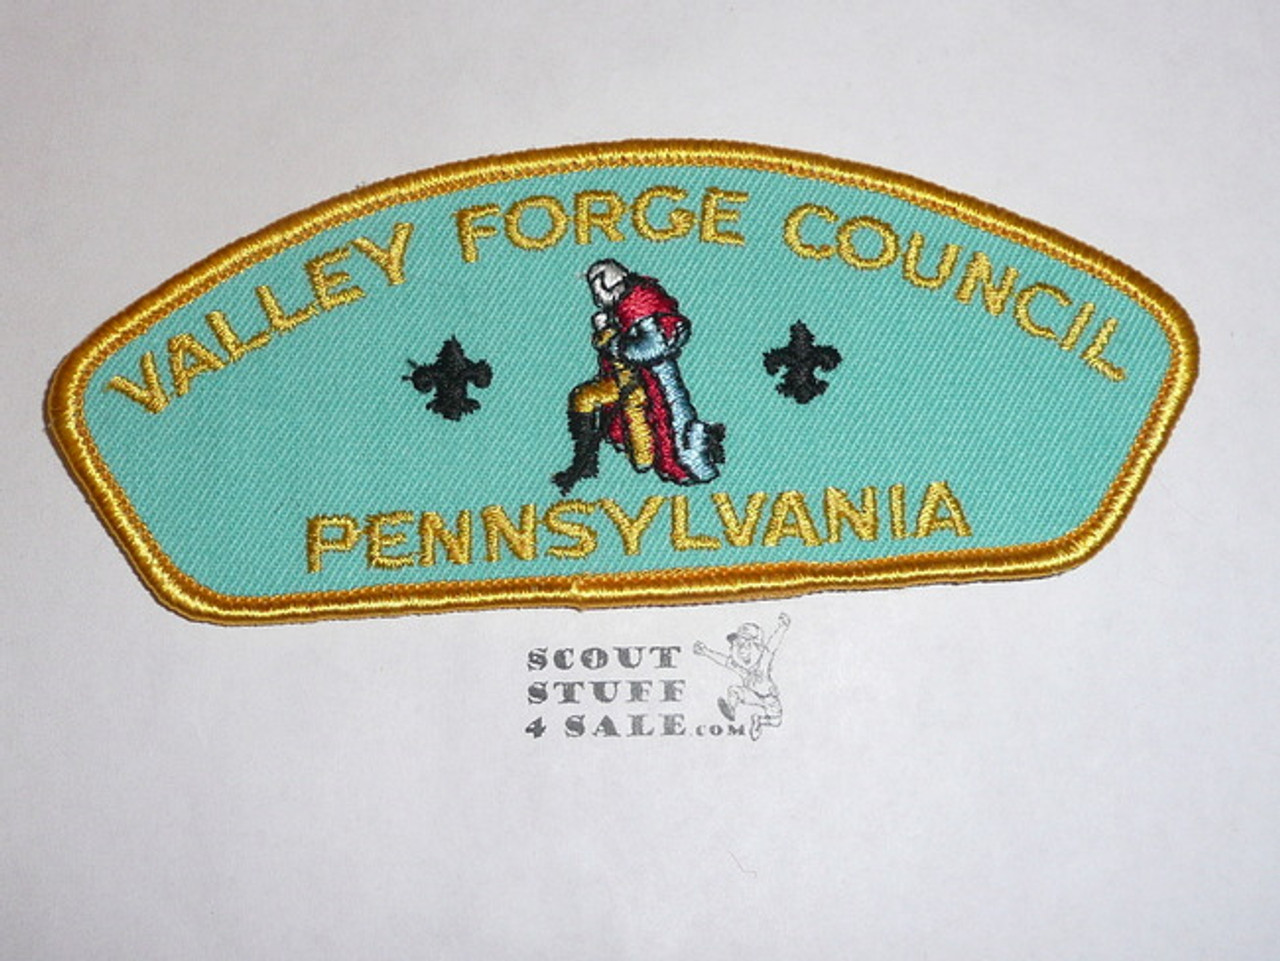 VALLEY FORGE COUNCIL
PENNSYLVANIA
SCOUT
STUFF
4 SALE.COM